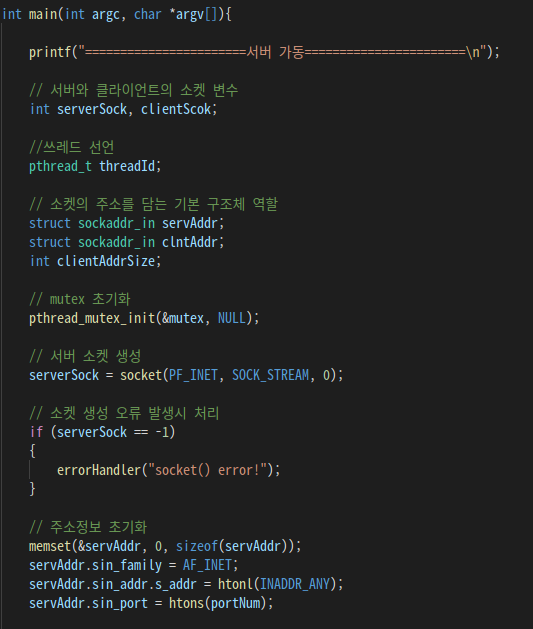 int main(int argc, char *argv[]){
printf("=======================서버 가동=======================\n");
// 서버와 클라이언트의 소켓 변수
int serverSock, clientScok;
//쓰레드 선언
pthread_t threadId;
// 소켓의 주소를 담는 기본 구조체 역할
struct sockaddr_in servAddr;
struct sockaddr_in clntAddr;
int clientAddrSize;
// mutex 초기화
pthread_mutex_init(&mutex, NULL);
// 서버 소켓 생성
serverSock = socket(PF_INET, SOCK_STREAM, 0);
// 소켓 생성 오류 발생시 처리
if (serverSock == -1)
{
errorHandler("socket() error!");
}
// 주소정보 초기화
memset(&servAddr, 0, sizeof(servAddr));
servAddr.sin_family = AF_INET;
servAddr.sin_addr.s_addr = htonl(INADDR_ANY);
servAddr.sin_port = htons(portNum);